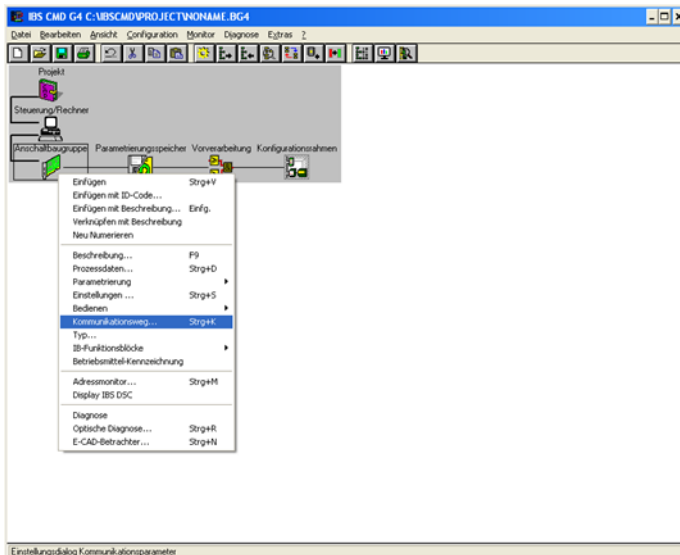 IBS CMD G4 C:\IBSCMD\PROJECT\NONAME.BG4
Datei Bearbeiten Ansicht Configuration Monitor Diagnose Extras ?
Projekt
Steuerung/Rechner
Anschaltbaugruppe Parametrierungsspeicher Vorverarbeitung Konfigurationsrahmen
Einfügen Strg+V
Einfügen mit ID-Code...
Einfügen mit Beschreibung... Einfg.
Verknüpfen mit Beschreibung
Neu Numerieren
Beschreibung... F9
Prozessdaten... Strg+D
Parametrierung
Einstellungen ... Strg+S
Bedienen
Kommunikationsweg... Strg+K
Typ...
IB-Funktionsblöcke
Betriebsmittel-Kennzeichnung
Adressmonitor... Strg+M
Display IBS DSC
Diagnose
Optische Diagnose... Strg+R
E-CAD-Betrachter... Strg+N
Einstellungsdialog Kommunikationsparameter